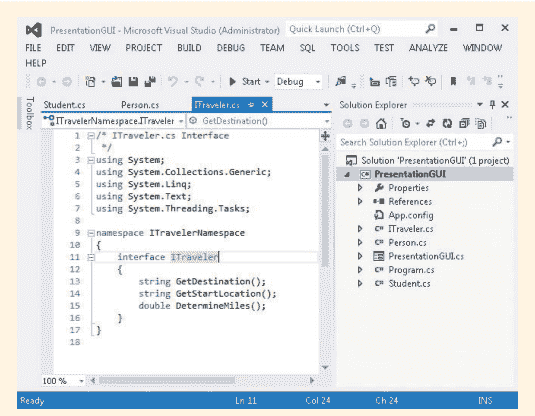 PresentationGUI - Microsoft Visual Studio (Administrator)
Quick Launch (Ctrl+Q)
FILE EDIT VIEW PROJECT BUILD DEBUG TEAM SQL TOOLS TEST ANALYZE WINDOW
HELP
Start Debug
Toolbox
Student.cs Person.cs ITraveler.cs
ITravelerNamespace.ITraveler GetDestination()
1 /* ITraveler.cs Interface
2 */
3 using System;
4 using System.Collections.Generic;
5 using System.Linq;
6 using System.Text;
7 using System.Threading.Tasks;
8
9 namespace ITravelerNamespace
10 {
11 interface ITraveler
12 {
13 string GetDestination();
14 string GetStartLocation();
15 double DetermineMiles();
16 }
17 }
18
100 %
Solution Explorer
Search Solution Explorer (Ctrl+;)
Solution 'PresentationGUI' (1 project)
C# PresentationGUI
Properties
References
App.config
C# ITraveler.cs
C# Person.cs
PresentationGUI.cs
C# Program.cs
C# Student.cs
Ready Ln 11 Col 24 Ch 24 INS